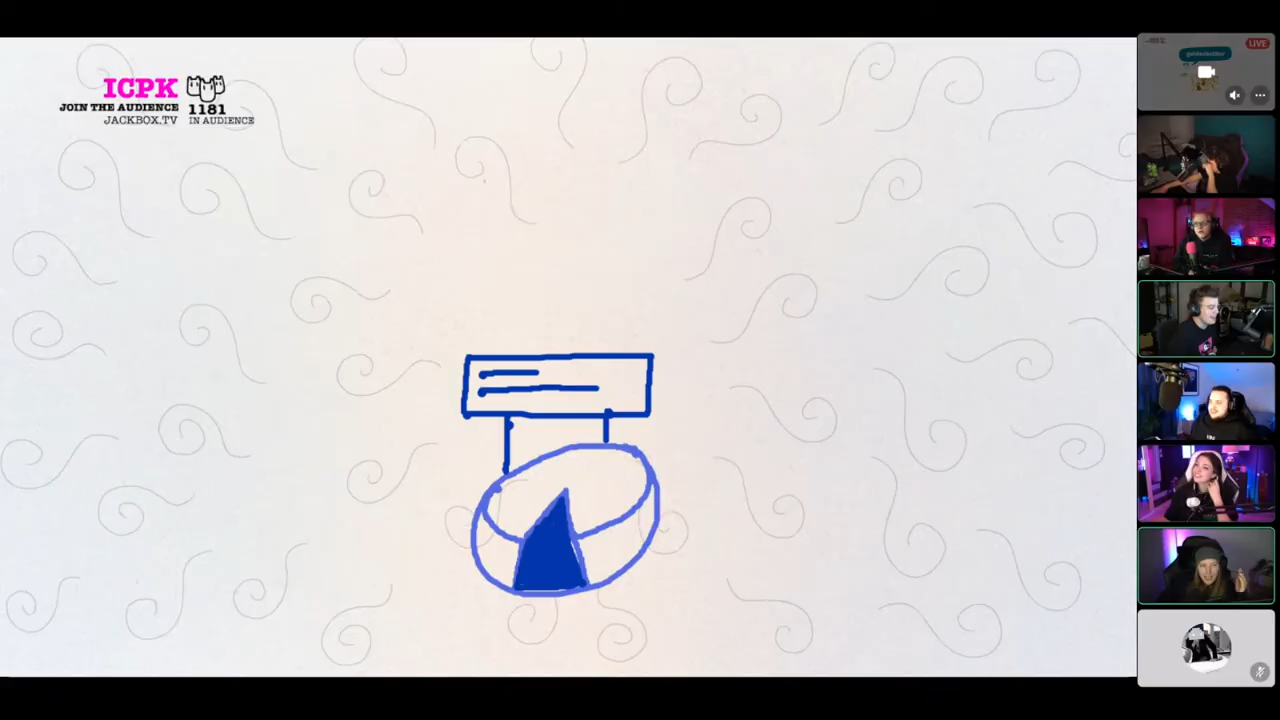 ICPK
JOIN THE AUDIENCE
JACKBOX.TV
1181
IN AUDIENCE
LIVE